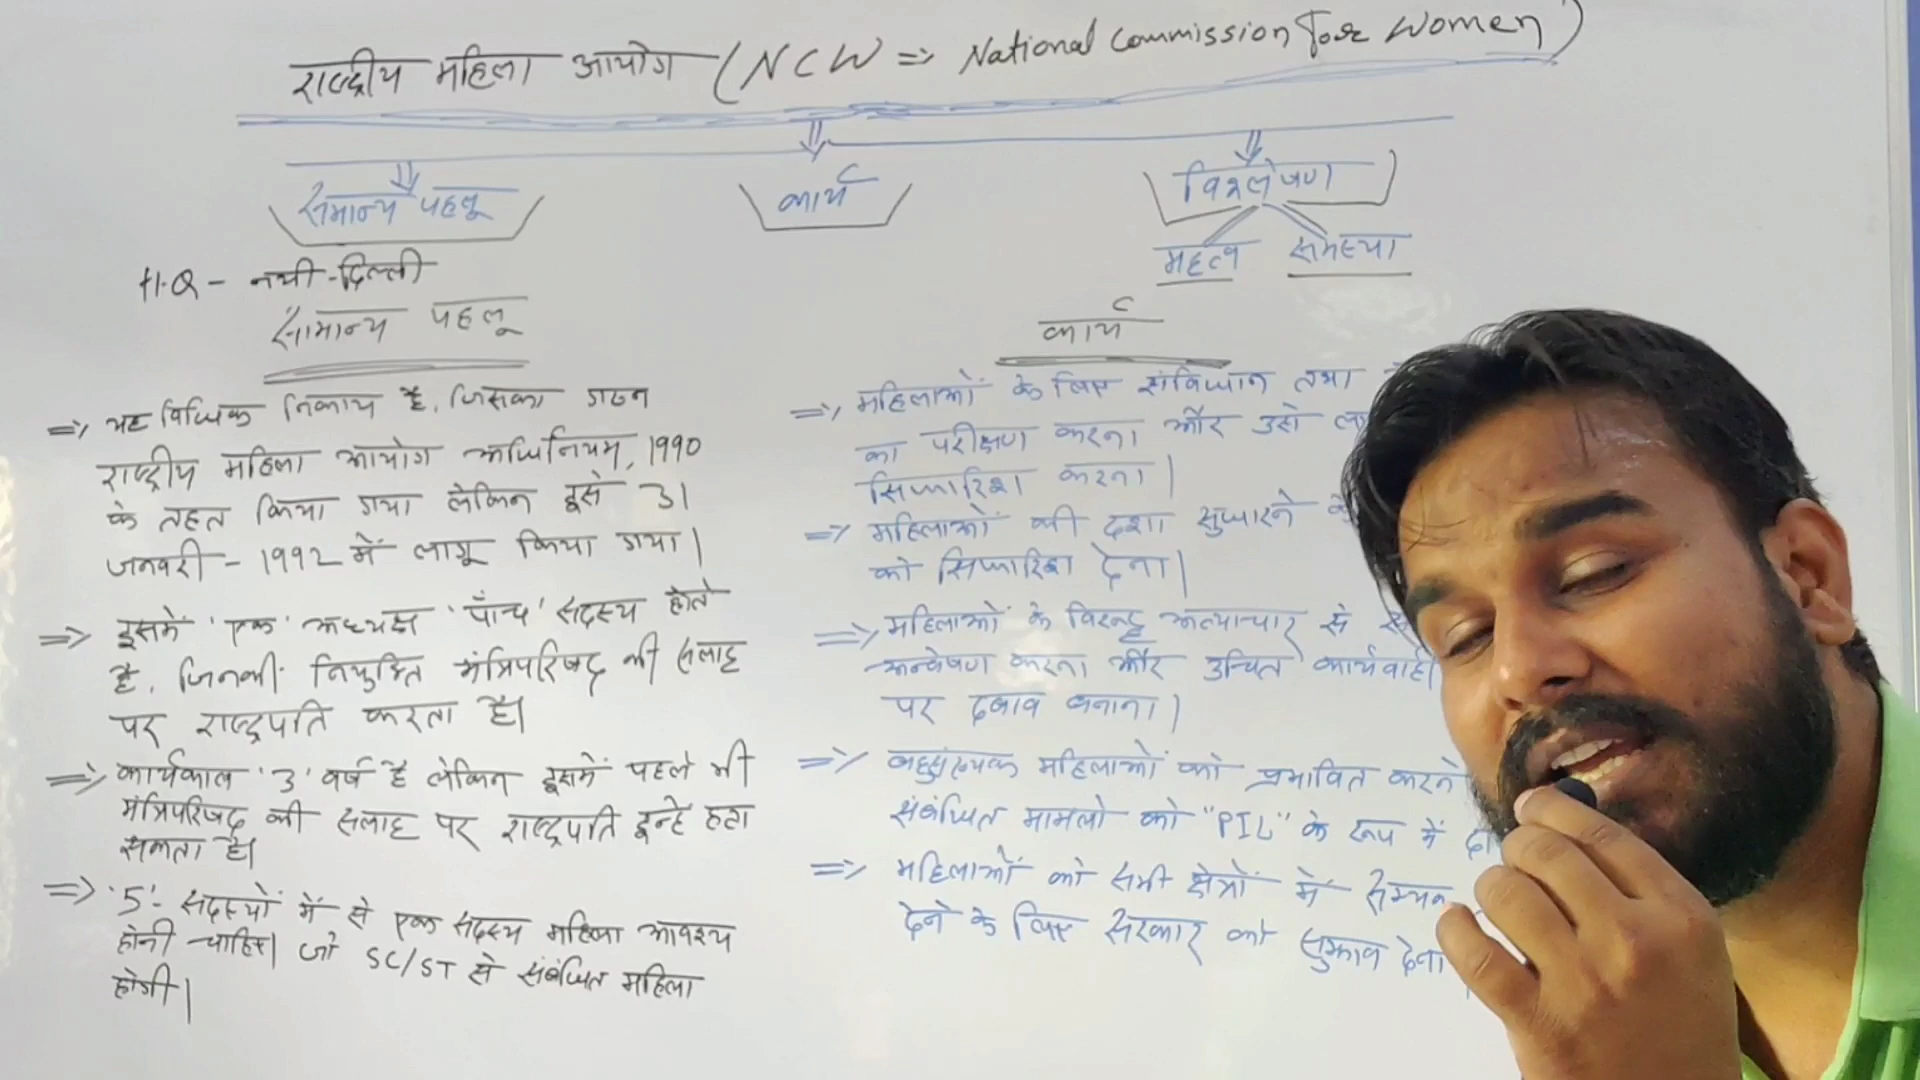 राष्ट्रीय महिला आयोग (NCW => National Commission For Women)
सामान्य पहलू
कार्य
विश्लेषण
महत्व
समस्या
H.Q - नयी-दिल्ली
सामान्य पहलू
=> यह विधिक निकाय है, जिसका गठन
राष्ट्रीय महिला आयोग अधिनियम, 1990
के तहत किया गया लेकिन इसे 31
जनवरी - 1992 में लागू किया गया।
=> इसमें 'एक' अध्यक्ष 'पाँच' सदस्य होते
है, जिनकी नियुक्ति मंत्रिपरिषद की सलाह
पर राष्ट्रपति करता है।
=> कार्यकाल '3' वर्ष है लेकिन इसमें पहले भी
मंत्रिपरिषद की सलाह पर राष्ट्रपति इन्हे हटा
सकता है।
=> '5'- सदस्यों में से एक सदस्य महिला आवश्य
होनी चाहिए। जो SC/ST से संबंधित महिला
होगी।
कार्य
=> महिलाओं के लिए संविधान तथा
का परीक्षण करना और उसे
सिफारिश करना।
=> महिलाओं की दशा सुधारने
को सिफारिश देना।
=> महिलाओं के विरुद्ध अत्याचार से
अन्वेषण करना और उचित कार्यवाही
पर दबाव बनाना।
=> बहुसंख्यक महिलाओं को प्रभावित करने
संबंधित मामलो को "PIL" के रूप में
=> महिलाओं को सभी क्षेत्रों में
देने के लिए सरकार को सुझाव देना